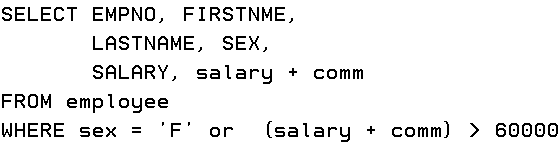 SELECT EMPNO, FIRSTNME,
LASTNAME, SEX,
SALARY, salary + comm
FROM employee
WHERE sex = 'F' or (salary + comm) > 60000